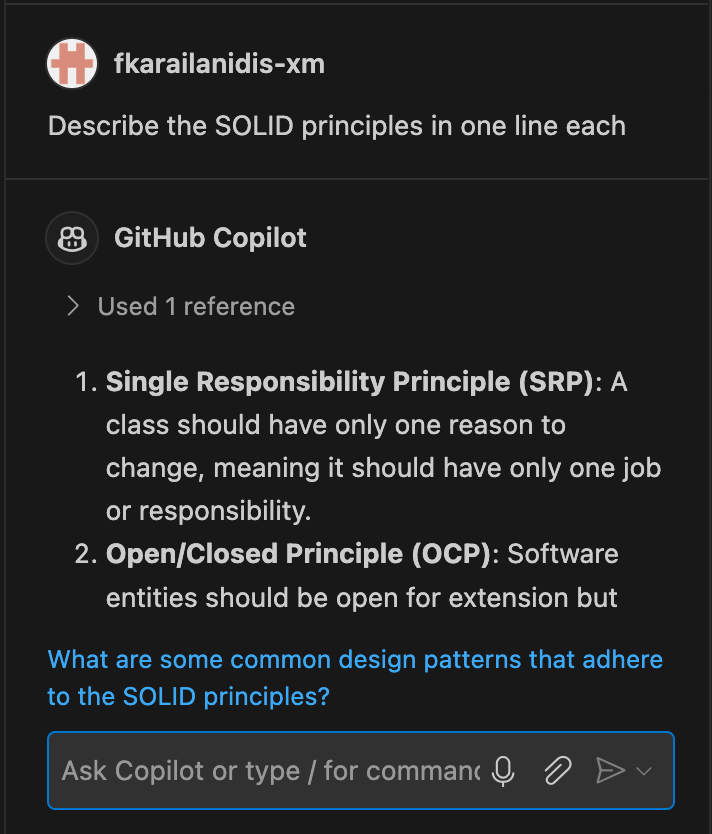 fkarailanidis-xm
Describe the SOLID principles in one line each
GitHub Copilot
Used 1 reference
1. Single Responsibility Principle (SRP): A
class should have only one reason to
change, meaning it should have only one job
or responsibility.
2. Open/Closed Principle (OCP): Software
entities should be open for extension but
What are some common design patterns that adhere
to the SOLID principles?
Ask Copilot or type / for command